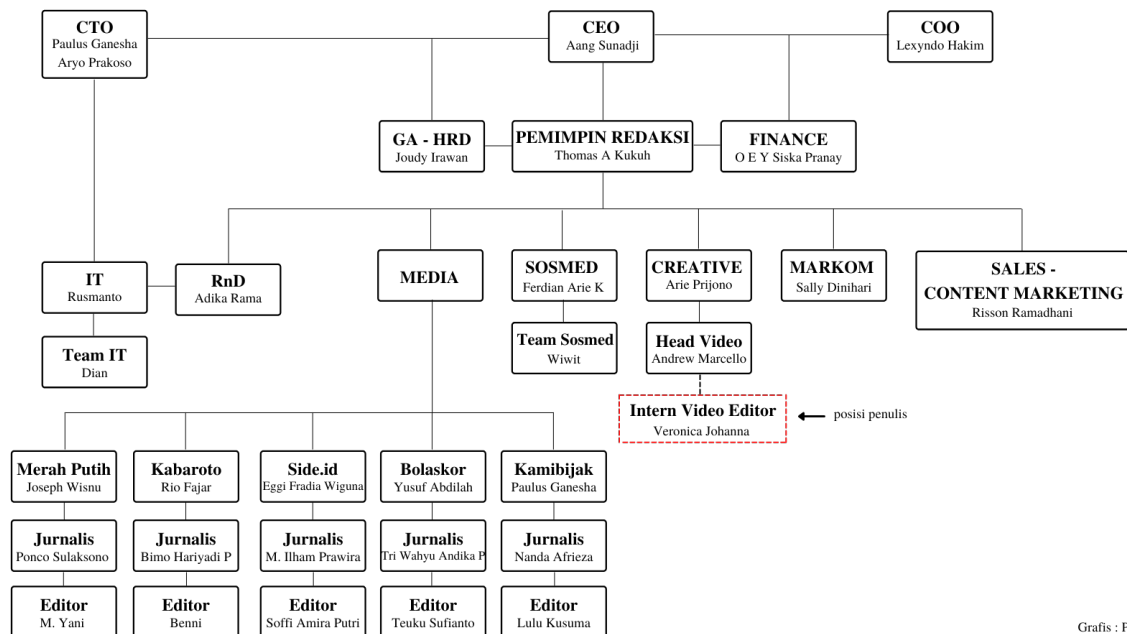 CTO
Paulus Ganesha
Aryo Prakoso
CEO
Aang Sunadji
COO
Lexyndo Hakim
GA - HRD
Joudy Irawan
PEMIMPIN REDAKSI
Thomas A Kukuh
FINANCE
O E Y Siska Pranay
IT
Rusmanto
RnD
Adika Rama
MEDIA
SOSMED
Ferdian Arie K
CREATIVE
Arie Prijono
MARKOM
Sally Dinihari
SALES -
CONTENT MARKETING
Risson Ramadhani
Team IT
Dian
Team Sosmed
Wiwit
Head Video
Andrew Marcello
Intern Video Editor
Veronica Johanna
posisi penulis
Merah Putih
Joseph Wisnu
Kabaroto
Rio Fajar
Side.id
Eggi Fradia Wiguna
Bolaskor
Yusuf Abdilah
Kamibijak
Paulus Ganesha
Jurnalis
Ponco Sulaksono
Jurnalis
Bimo Hariyadi P
Jurnalis
M. Ilham Prawira
Jurnalis
Tri Wahyu Andika P
Jurnalis
Nanda Afrieza
Editor
M. Yani
Editor
Benni
Editor
Soffi Amira Putri
Editor
Teuku Sufianto
Editor
Lulu Kusuma
Grafis :